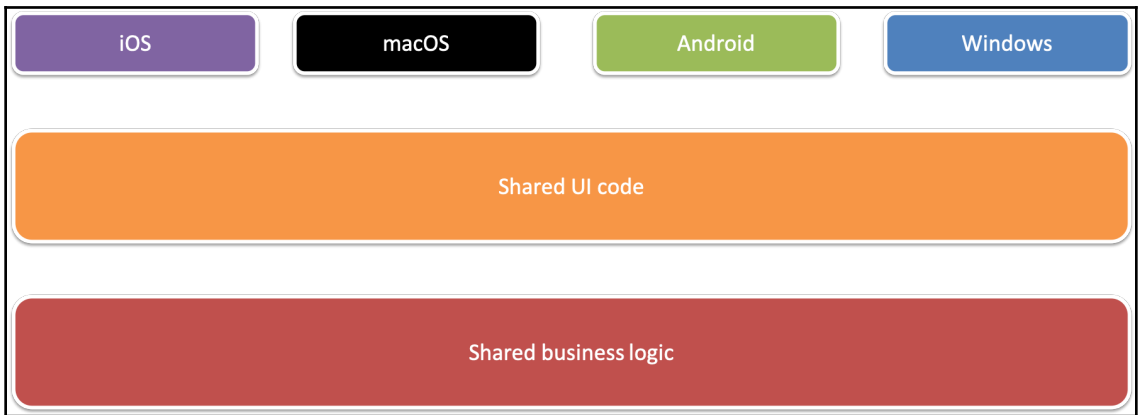 iOS
macOS
Android
Windows
Shared UI code
Shared business logic